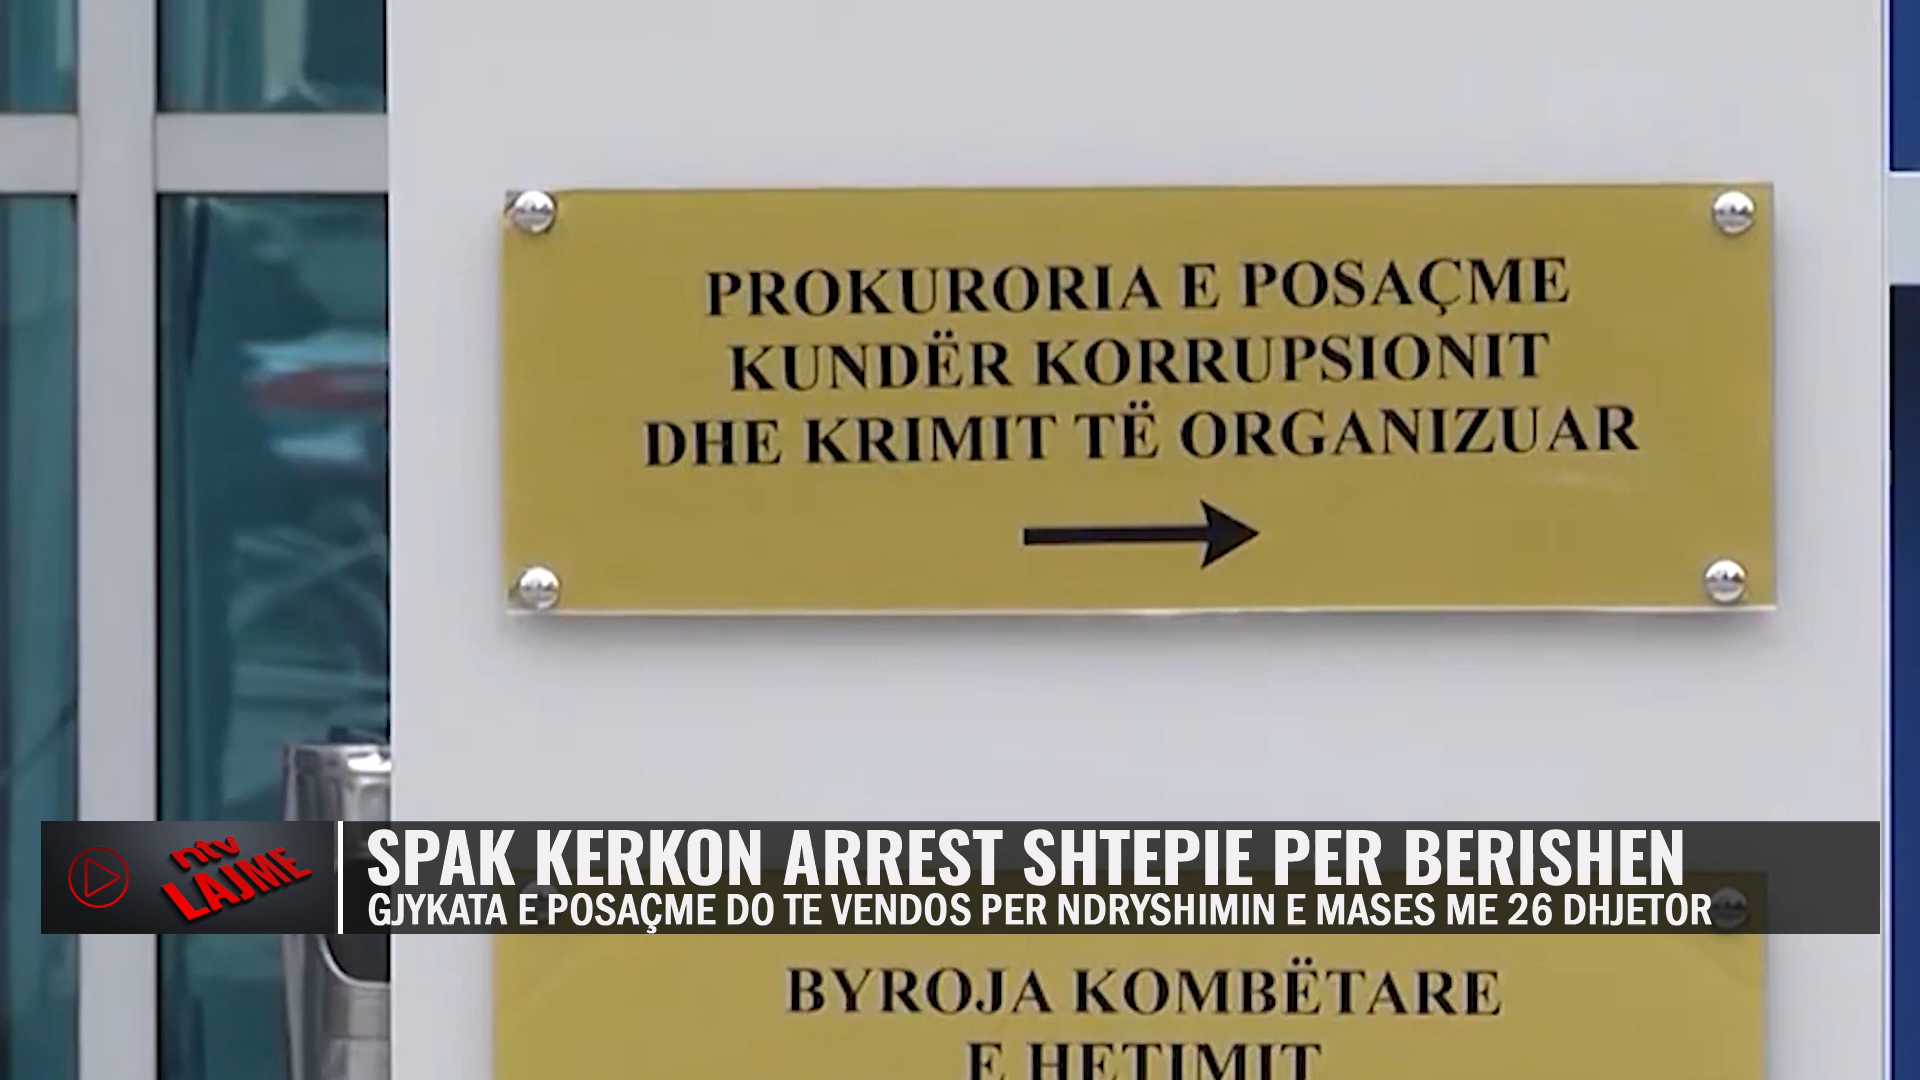 PROKURORIA E POSAÇME
KUNDËR KORRUPSIONIT
DHE KRIMIT TË ORGANIZUAR
ntv
LAJME
SPAK KERKON ARREST SHTEPIE PER BERISHEN
GJYKATA E POSAÇME DO TE VENDOS PER NDRYSHIMIN E MASES ME 26 DHJETOR
BYROJA KOMBËTARE
E HETIMIT